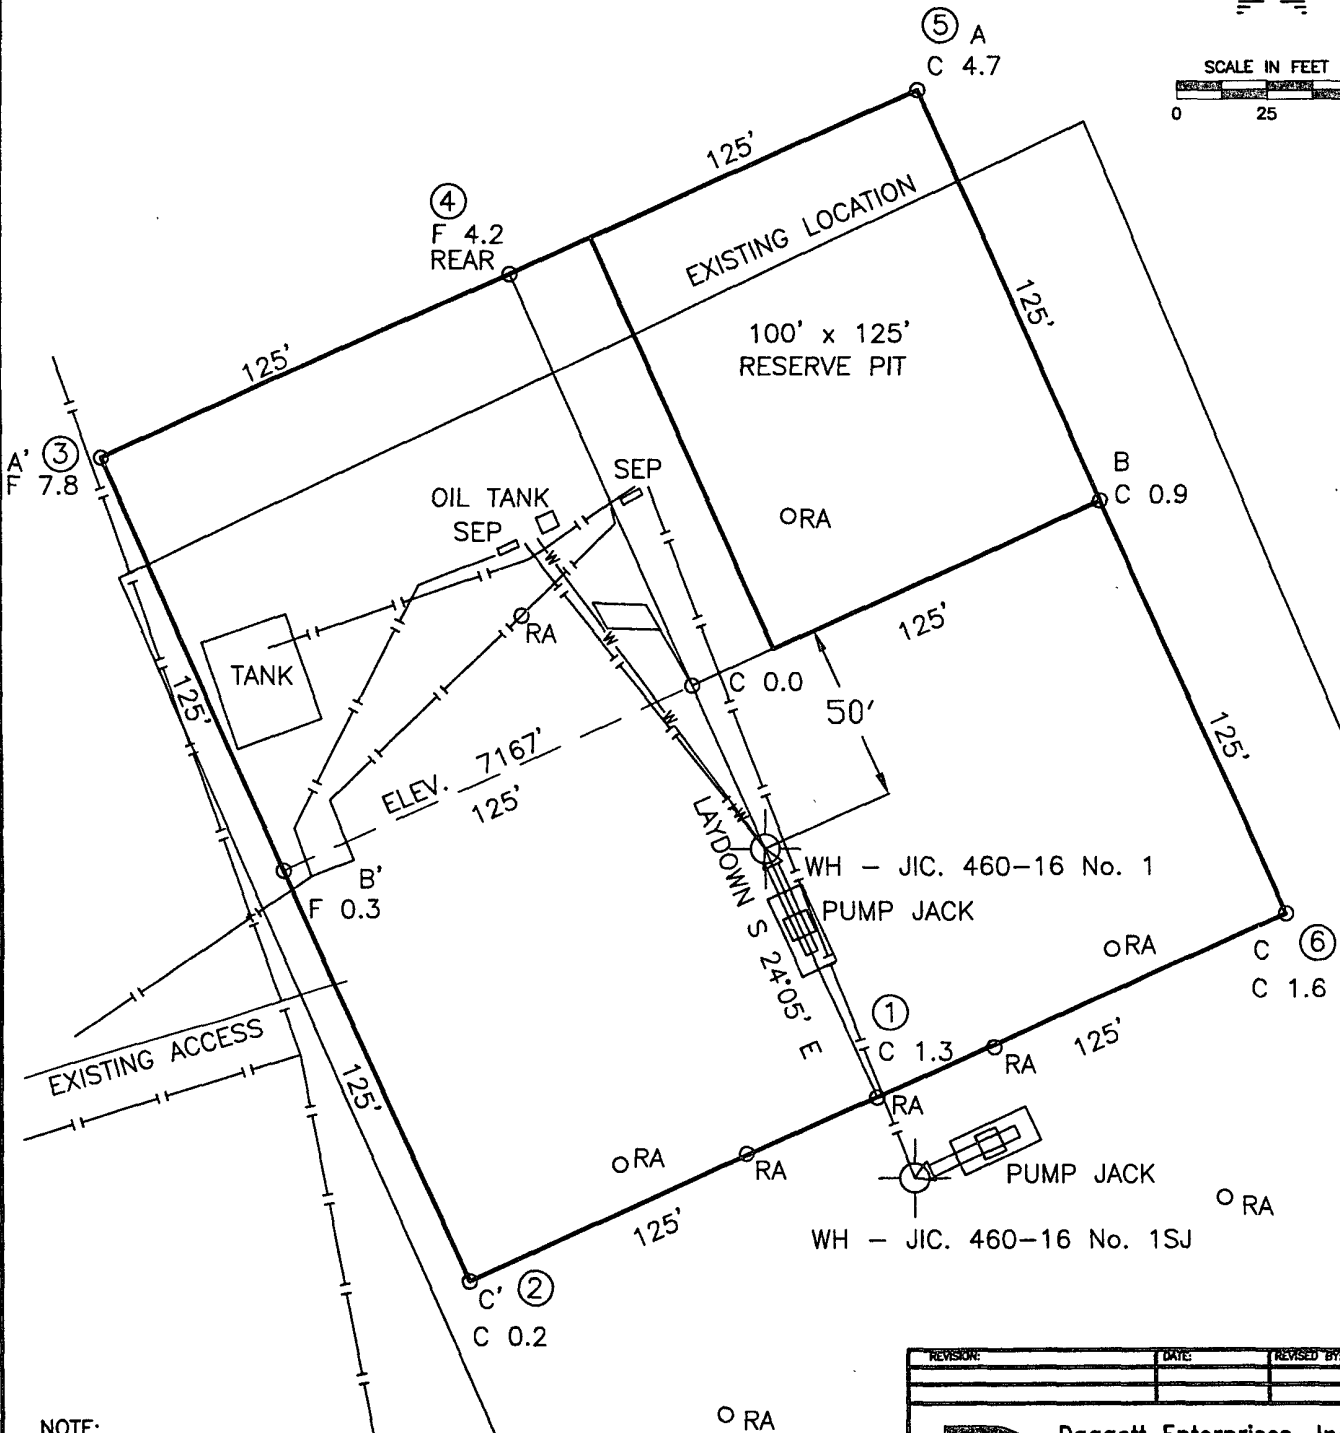 ⑤ A
C 4.7
SCALE IN FEET
0 25
125'
④
F 4.2
REAR
EXISTING LOCATION
125'
100' x 125'
RESERVE PIT
125'
A' ③
F 7.8
SEP
OIL TANK
SEP
RA
B
C 0.9
RA
125'
TANK
125'
C 0.0
50'
ELEV. 7167'
125'
125'
LAYDOWN S 24°05' E
WH – JIC. 460–16 No. 1
PUMP JACK
B'
F 0.3
RA
C ⑥
C 1.6
①
C 1.3
125'
RA
EXISTING ACCESS
125'
RA
RA
RA
PUMP JACK
RA
125'
WH – JIC. 460–16 No. 1SJ
C' ②
C 0.2
REVISION: DATE: REVISED BY:
RA
NOTE:
Daggett Enterprises, In